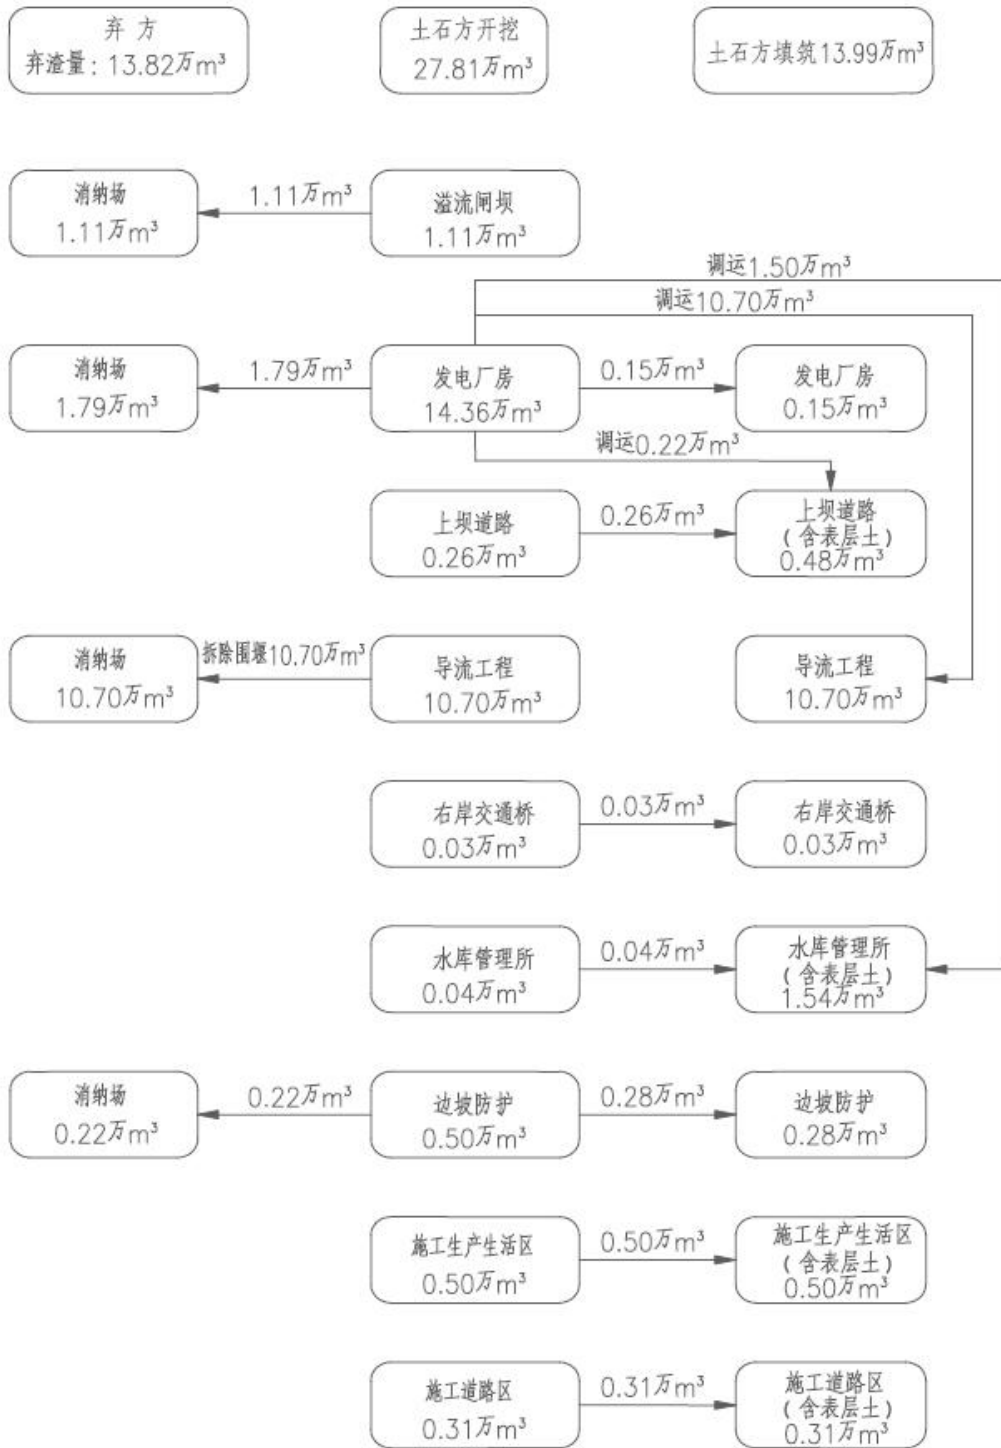 弃 方
弃渣量：13.82万m³
土石方开挖
27.81万m³
土石方填筑13.99万m³
消纳场
1.11万m³
1.11万m³
溢流闸坝
1.11万m³
调运1.50万m³
调运10.70万m³
消纳场
1.79万m³
1.79万m³
发电厂房
14.36万m³
0.15万m³
发电厂房
0.15万m³
调运0.22万m³
上坝道路
0.26万m³
0.26万m³
上坝道路
（含表层土）
0.48万m³
消纳场
10.70万m³
拆除围堰10.70万m³
导流工程
10.70万m³
导流工程
10.70万m³
右岸交通桥
0.03万m³
0.03万m³
右岸交通桥
0.03万m³
水库管理所
0.04万m³
0.04万m³
水库管理所
（含表层土）
1.54万m³
消纳场
0.22万m³
0.22万m³
边坡防护
0.50万m³
0.28万m³
边坡防护
0.28万m³
施工生产生活区
0.50万m³
0.50万m³
施工生产生活区
（含表层土）
0.50万m³
施工道路区
0.31万m³
0.31万m³
施工道路区
（含表层土）
0.31万m³